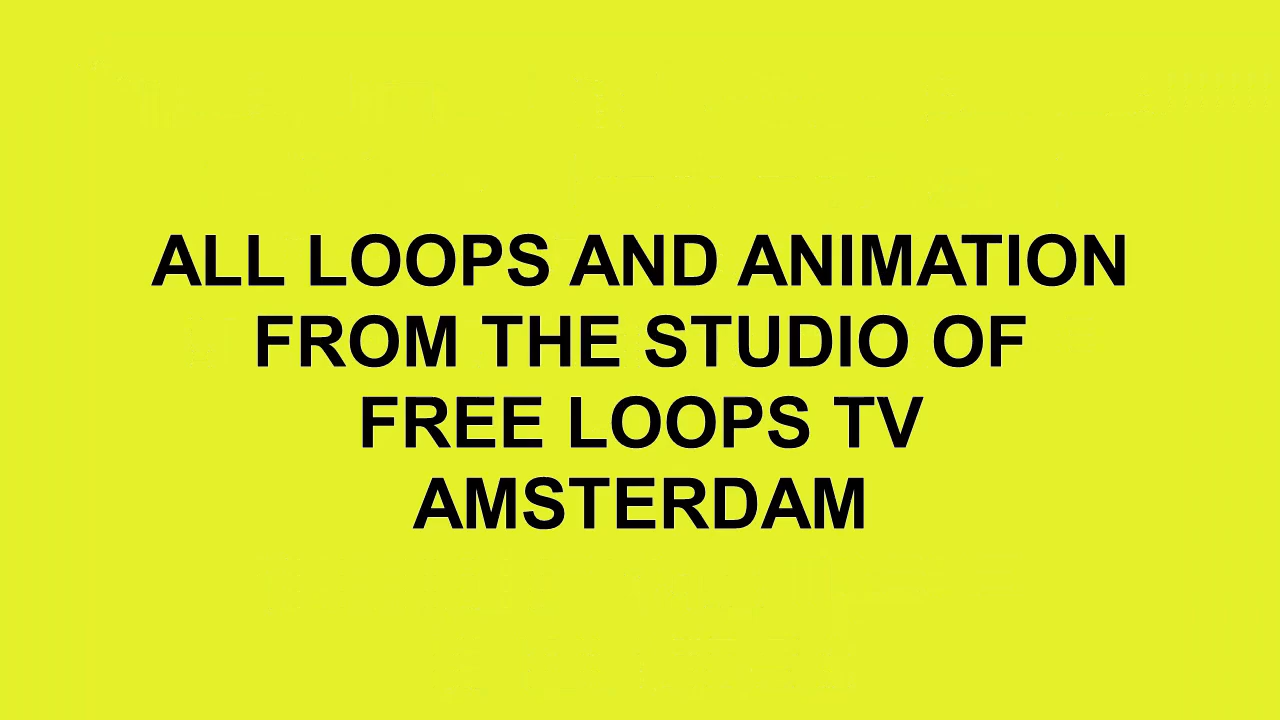 ALL LOOPS AND ANIMATION
FROM THE STUDIO OF
FREE LOOPS TV
AMSTERDAM